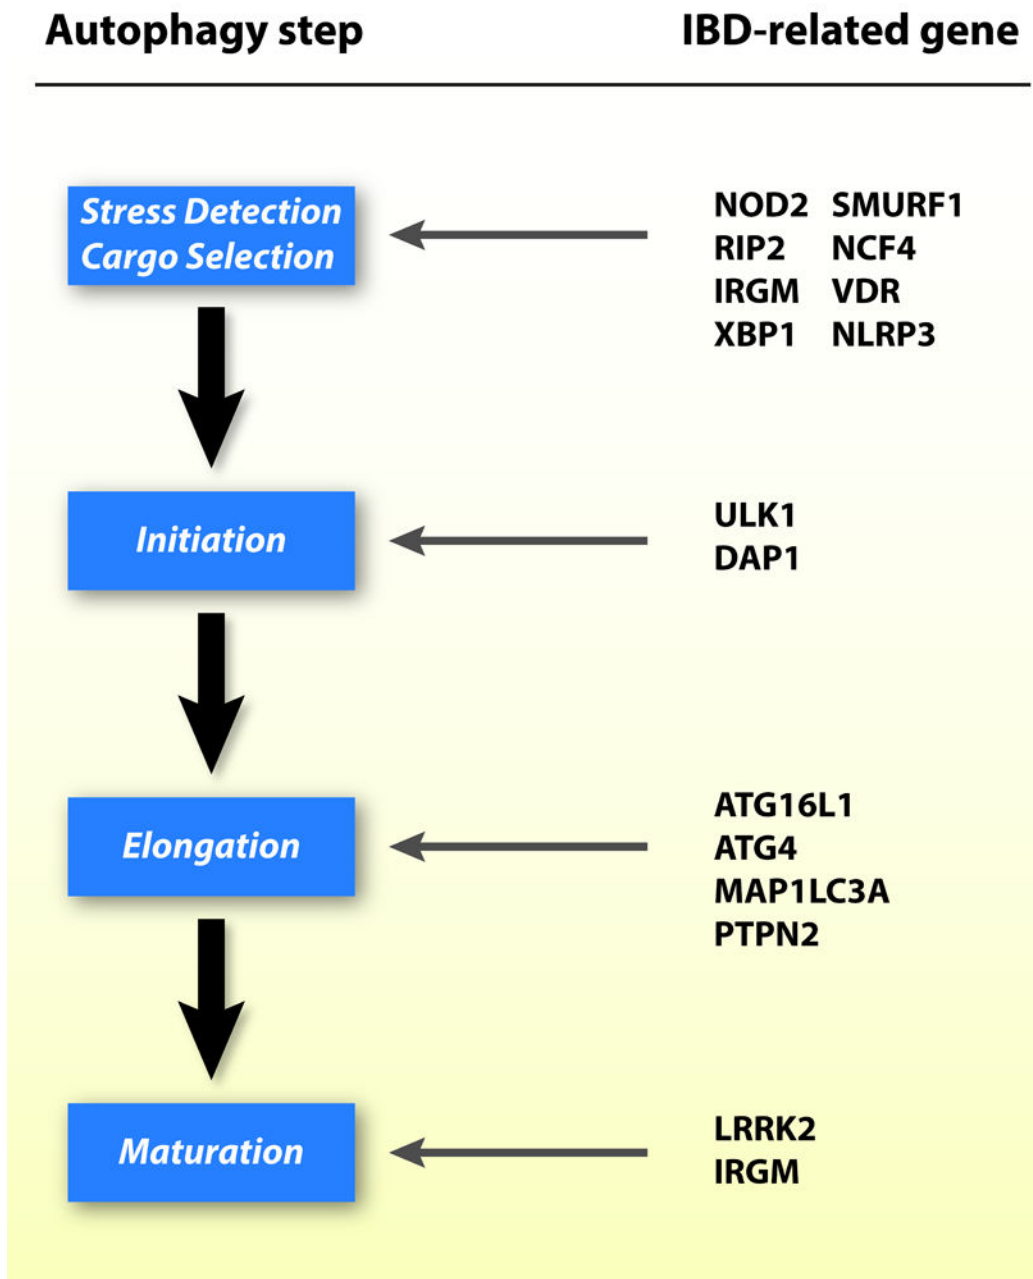 Autophagy step IBD-related gene
Stress Detection
Cargo Selection
NOD2 SMURF1
RIP2 NCF4
IRGM VDR
XBP1 NLRP3
Initiation
ULK1
DAP1
Elongation
ATG16L1
ATG4
MAP1LC3A
PTPN2
Maturation
LRRK2
IRGM